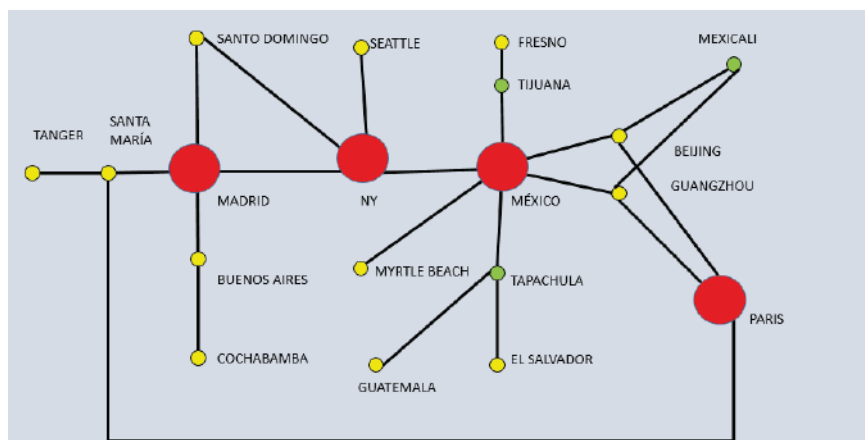 SANTO DOMINGO
SEATTLE
FRESNO
MEXICALI
TIJUANA
TANGER
SANTA
MARÍA
BEIJING
GUANGZHOU
MADRID
NY
MÉXICO
BUENOS AIRES
MYRTLE BEACH
TAPACHULA
PARIS
COCHABAMBA
GUATEMALA
EL SALVADOR